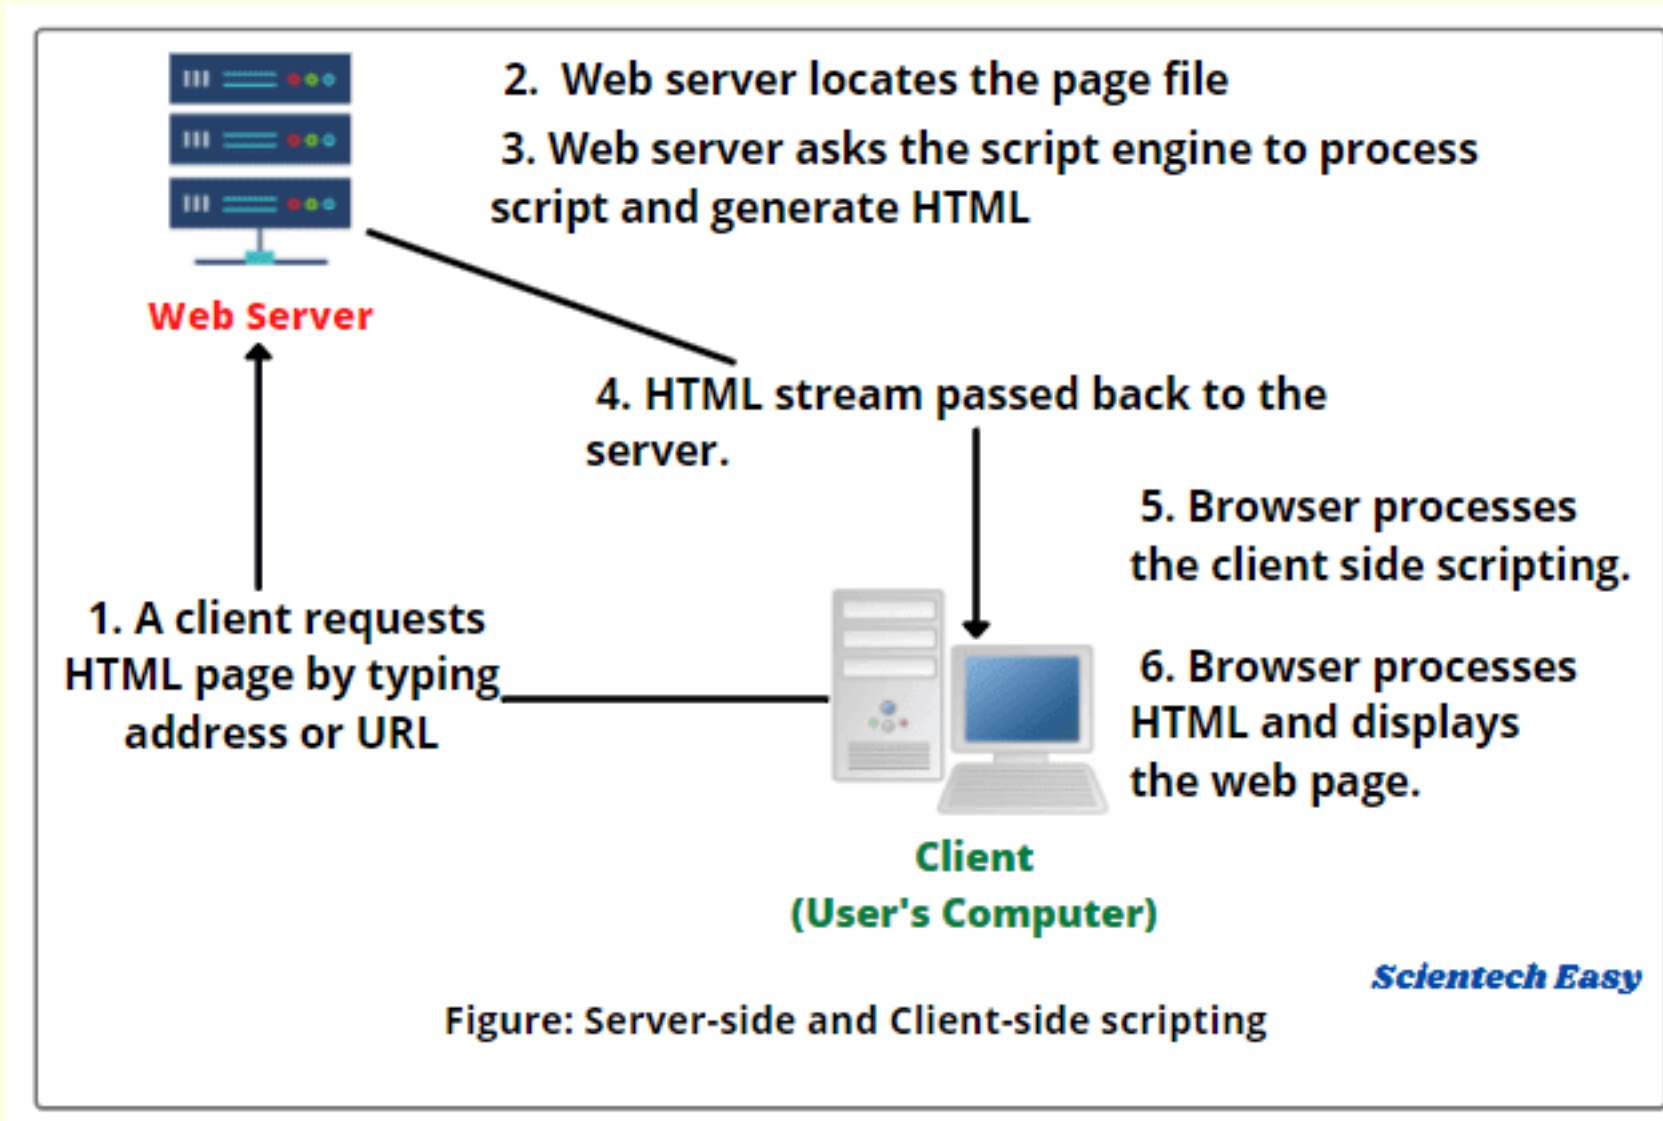 2. Web server locates the page file
3. Web server asks the script engine to process
script and generate HTML
Web Server
4. HTML stream passed back to the
server.
5. Browser processes
the client side scripting.
1. A client requests
HTML page by typing
address or URL
6. Browser processes
HTML and displays
the web page.
Client
(User's Computer)
Scientech Easy
Figure: Server-side and Client-side scripting